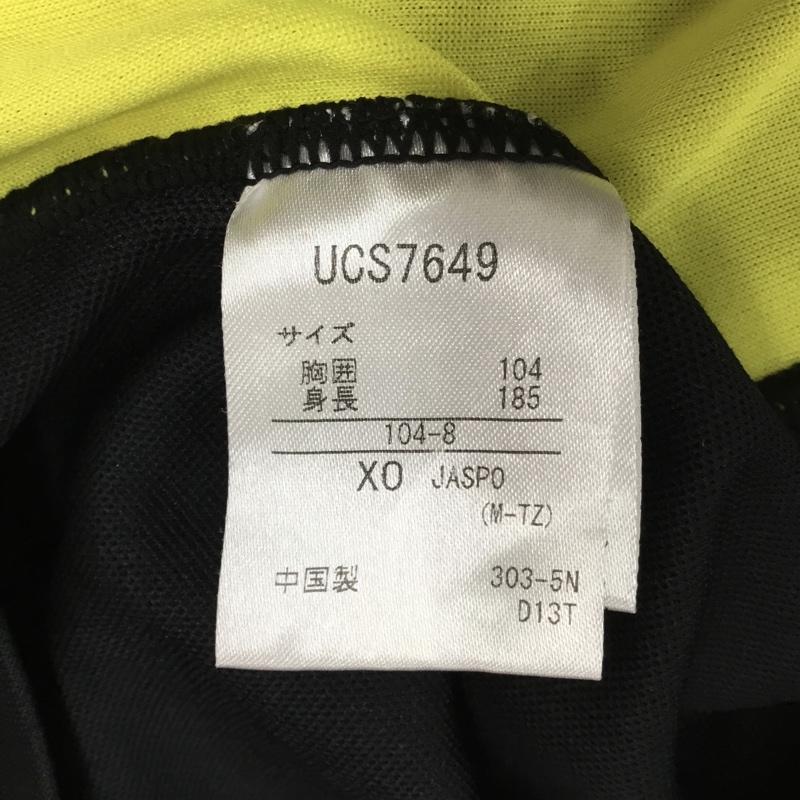 UCS7649
サイズ
胸囲 104
身長 185
104-8
XO JASPO
(M-TZ)
中国製 303-5N
D13T